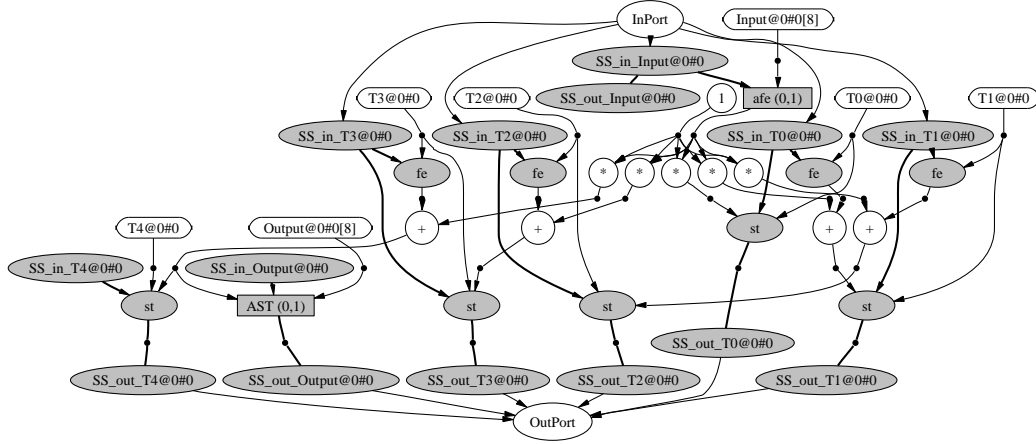 InPort
Input@0#0[8]
SS_in_Input@0#0
T3@0#0
T2@0#0
SS_out_Input@0#0
1
afe (0,1)
T0@0#0
T1@0#0
SS_in_T3@0#0
SS_in_T2@0#0
SS_in_T0@0#0
SS_in_T1@0#0
fe
fe
*
*
*
*
*
fe
fe
T4@0#0
Output@0#0[8]
+
+
st
+
+
SS_in_T4@0#0
SS_in_Output@0#0
st
AST (0,1)
st
st
st
SS_out_T0@0#0
SS_out_T4@0#0
SS_out_Output@0#0
SS_out_T3@0#0
SS_out_T2@0#0
SS_out_T1@0#0
OutPort